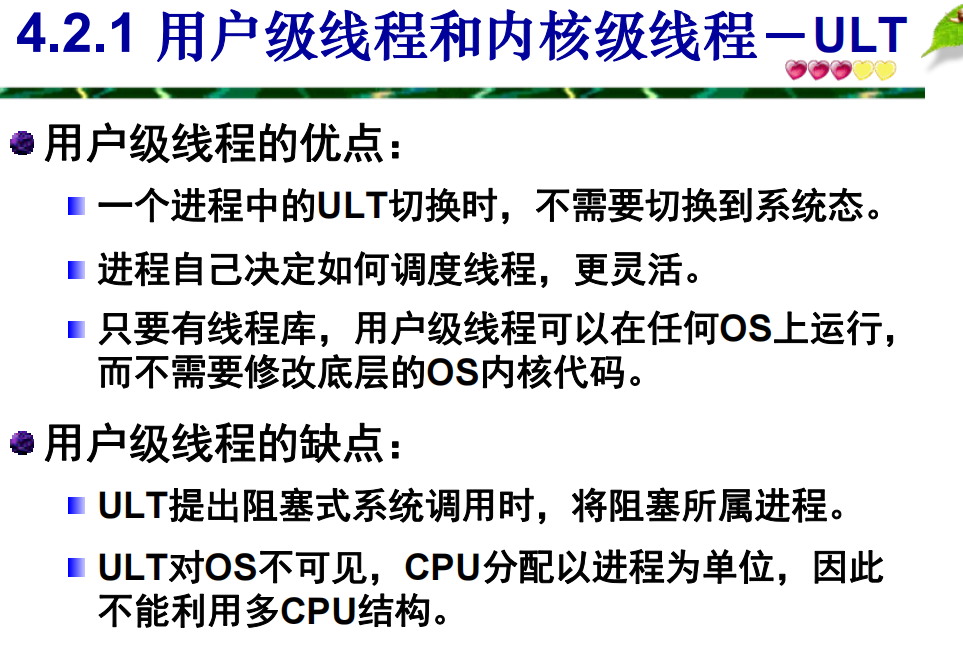 4.2.1 用户级线程和内核级线程－ULT
用户级线程的优点：
一个进程中的ULT切换时，不需要切换到系统态。
进程自己决定如何调度线程，更灵活。
只要有线程库，用户级线程可以在任何OS上运行，
而不需要修改底层的OS内核代码。
用户级线程的缺点：
ULT提出阻塞式系统调用时，将阻塞所属进程。
ULT对OS不可见，CPU分配以进程为单位，因此
不能利用多CPU结构。